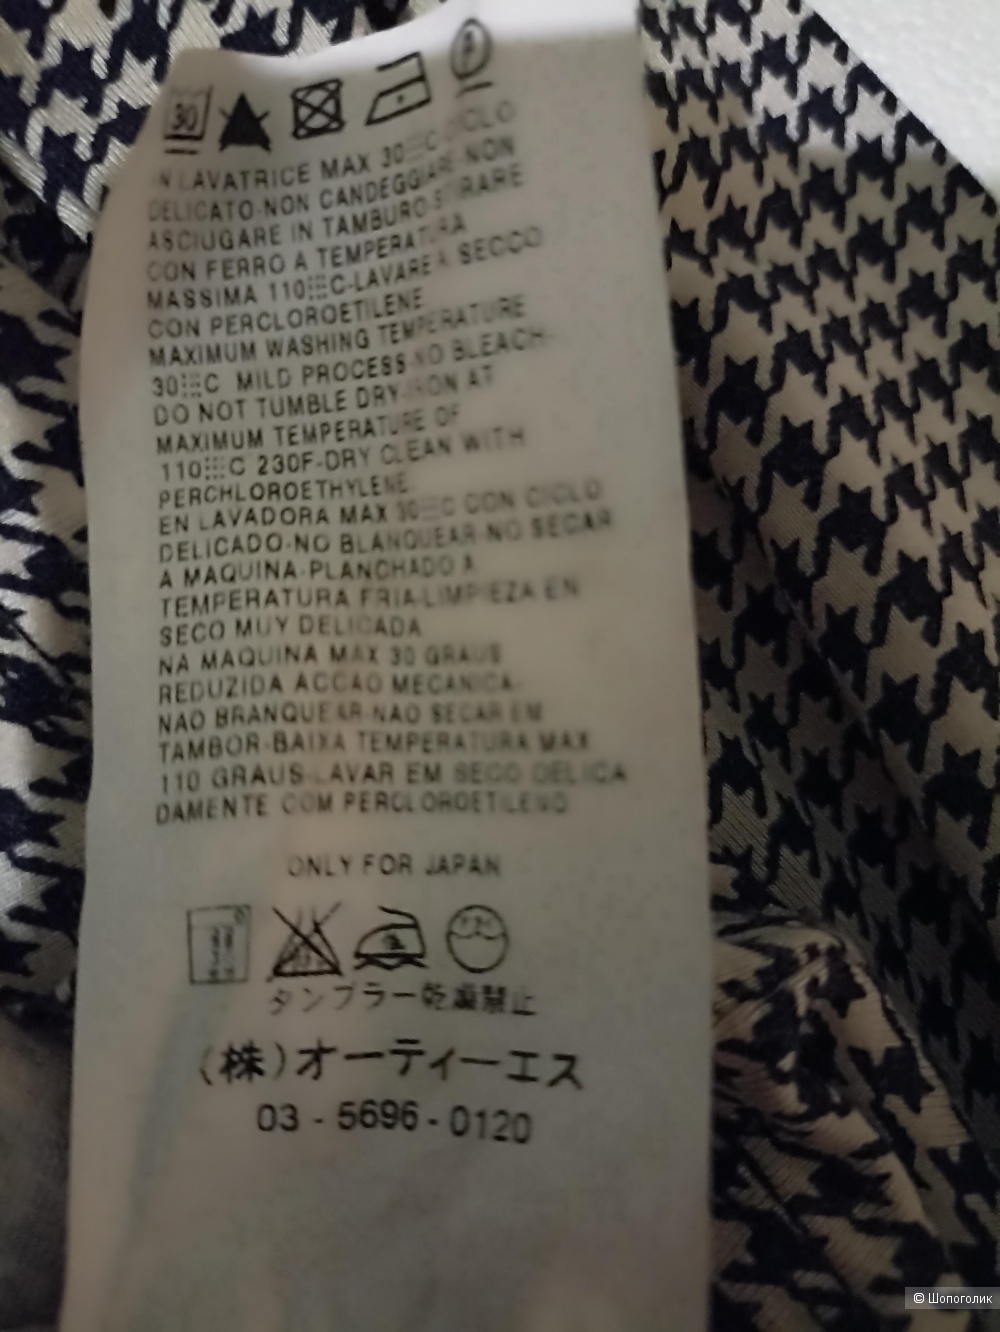 30
P
IN LAVATRICE MAX 30 C-CICLO
DELICATO-NON CANDEGGIARE-NON
ASCIUGARE IN TAMBURO-STIRARE
CON FERRO A TEMPERATURA
MASSIMA 110 C-LAVARE A SECCO
CON PERCLOROETILENE
MAXIMUM WASHING TEMPERATURE
30 C MILD PROCESS-NO BLEACH-
DO NOT TUMBLE DRY-IRON AT
MAXIMUM TEMPERATURE OF
110 C 230F-DRY CLEAN WITH
PERCHLOROETHYLENE
EN LAVADORA MAX 30 C CON CICLO
DELICADO-NO BLANQUEAR-NO SECAR
A MAQUINA-PLANCHADO A
TEMPERATURA FRIA-LIMPIEZA EN
SECO MUY DELICADA
NA MAQUINA MAX 30 GRAUS
REDUZIDA ACCAO MECANICA-
NAO BRANQUEAR-NAO SECAR EM
TAMBOR-BAIXA TEMPERATURA MAX
110 GRAUS-LAVAR EM SECO DELICA
DAMENTE COM PERCLOROETILENO
ONLY FOR JAPAN
タンブラー乾燥禁止
(株)オーティーエス
03-5696-0120
© Шопоголик